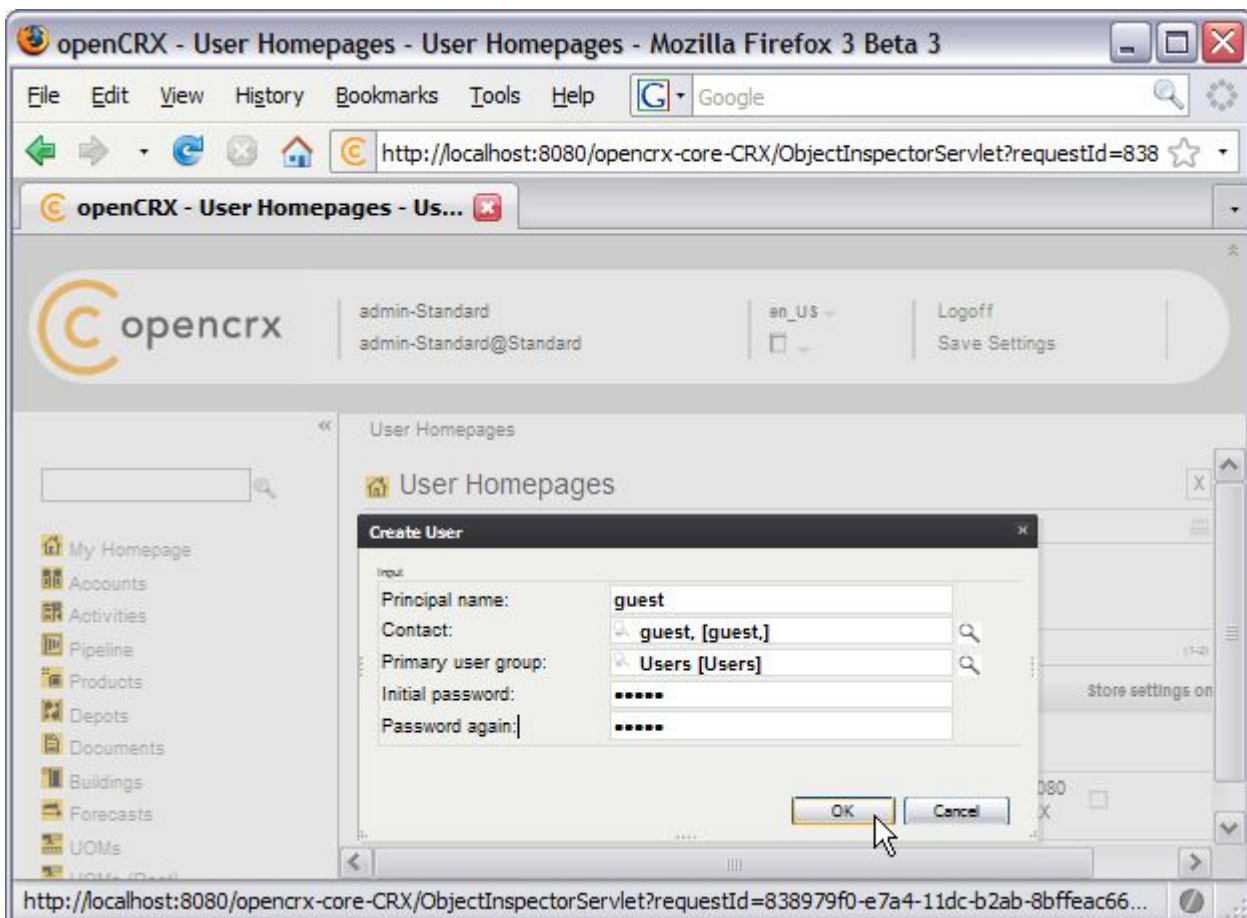 openCRX - User Homepages - User Homepages - Mozilla Firefox 3 Beta 3
File Edit View History Bookmarks Tools Help G Google
http://localhost:8080/opencrx-core-CRX/ObjectInspectorServlet?requestId=838
openCRX - User Homepages - Us...
opencrx
admin-Standard en_US Logoff
admin-Standard@Standard Save Settings
User Homepages
User Homepages
My Homepage
Accounts
Activities
Pipeline
Products
Depots
Documents
Buildings
Forecasts
UOMs
Create User
Input
Principal name: guest
Contact: guest, [guest,]
Primary user group: Users [Users]
Initial password: •••••
Password again: •••••
OK Cancel
(1-2)
Store settings on
080
X
http://localhost:8080/opencrx-core-CRX/ObjectInspectorServlet?requestId=838979f0-e7a4-11dc-b2ab-8bffeac66...